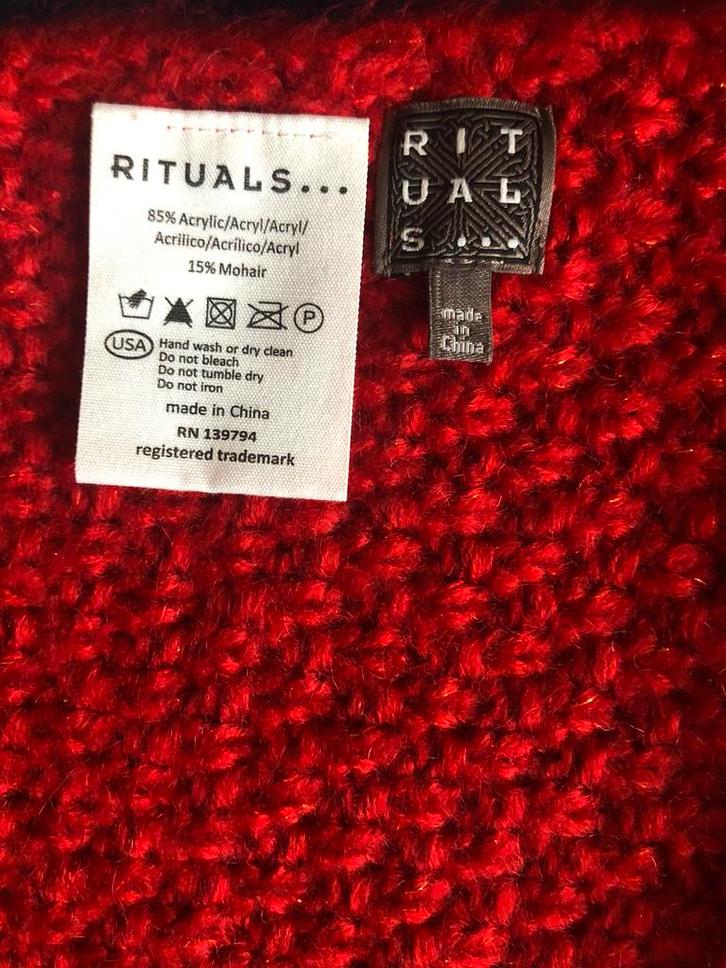 RITUALS...
85% Acrylic/Acryl/Acryl/
Acrilico/Acrílico/Acryl
15% Mohair
P
USA
Hand wash or dry clean
Do not bleach
Do not tumble dry
Do not iron
made in China
RN 139794
registered trademark
RIT
UAL
S...
made
in
China